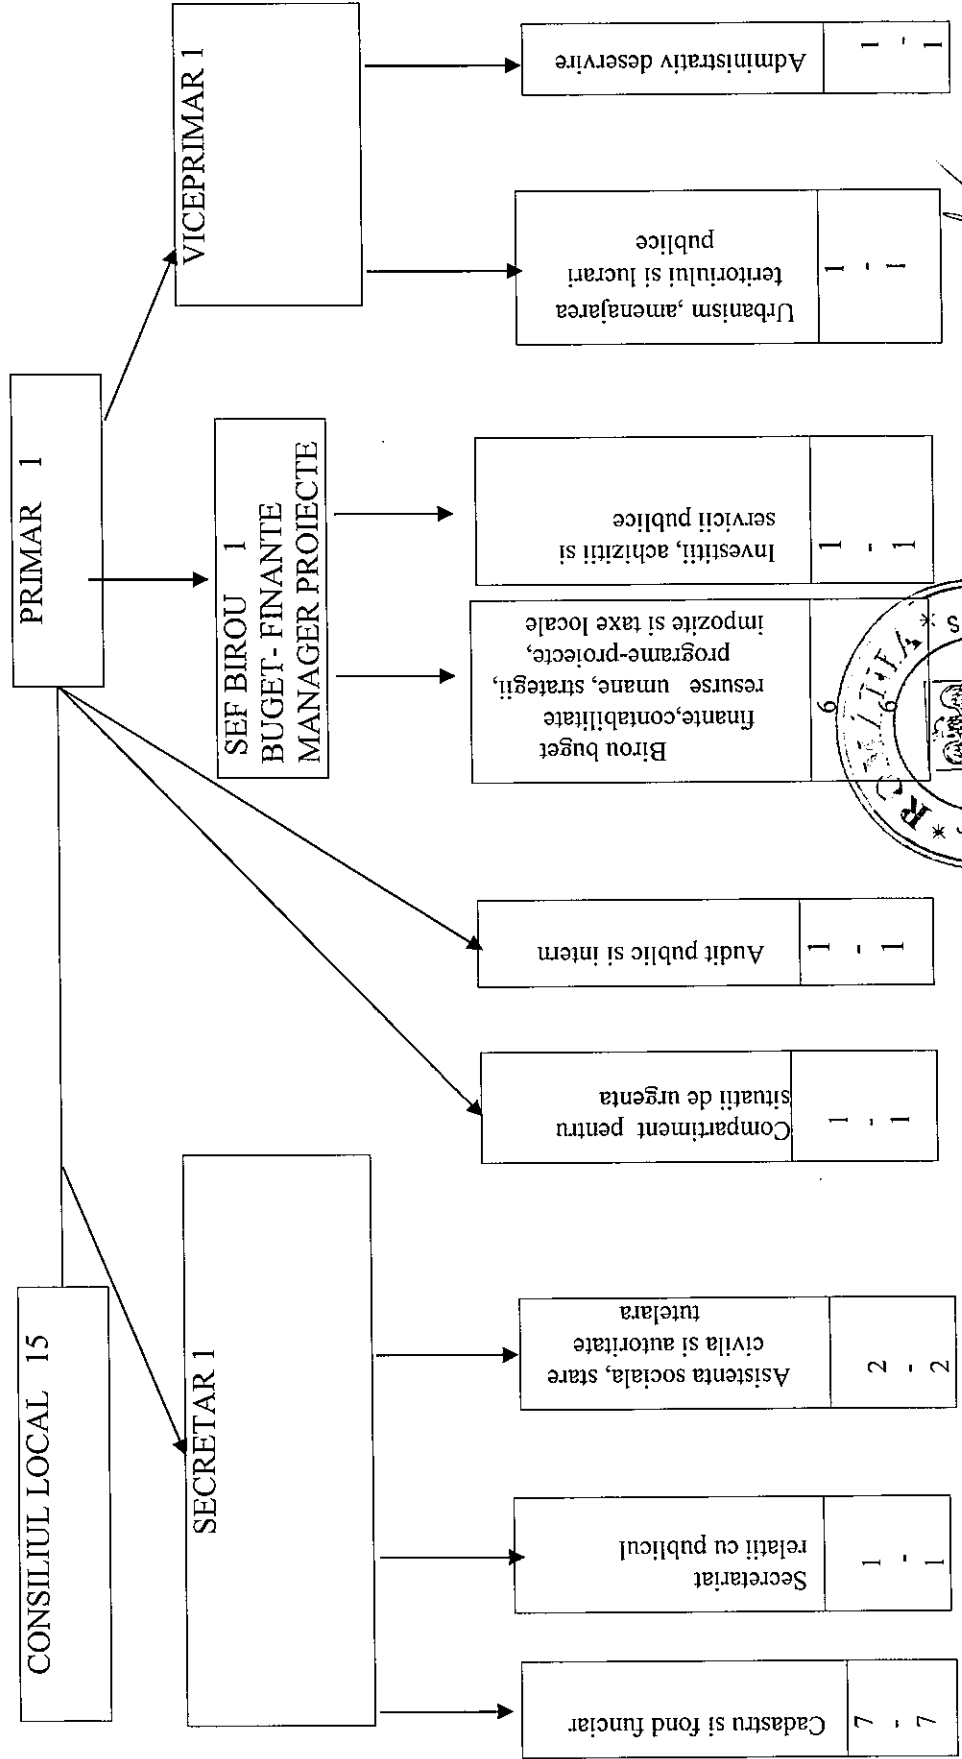 CONSILIUL LOCAL 15
PRIMAR 1
SECRETAR 1
SEF BIROU 1
BUGET- FINANTE
MANAGER PROIECTE
VICEPRIMAR 1
Cadastru si fond funciar
7
-
7
Secretariat
relatii cu publicul
1
-
1
Asistenta sociala, stare
civila si autoritate
tutelara
2
-
2
Compartiment pentru
situatii de urgenta
1
-
1
Audit public si intern
1
-
1
Birou buget
finante,contabilitate
resurse umane, strategii,
programe-proiecte,
impozite si taxe locale
6
6
Investitii, achizitii si
servicii publice
1
-
1
Urbanism, amenajarea
teritoriului si lucrari
publice
1
-
1
Administrativ deservire
1
-
1